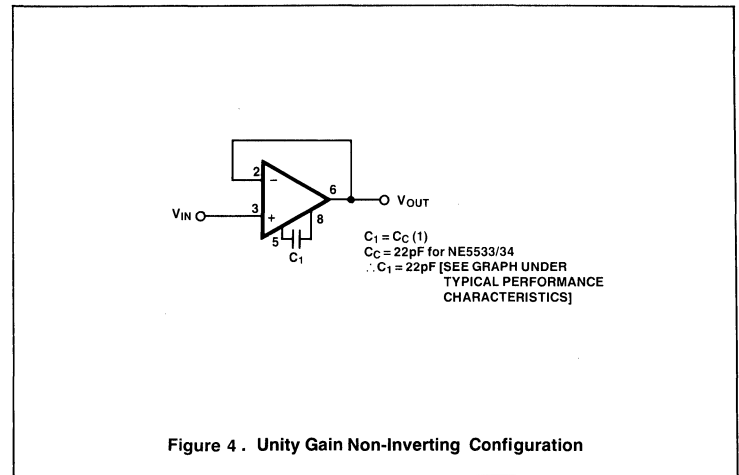 2
−
6
VOUT
VIN
3
+
8
5
C1
C1 = CC (1)
CC = 22pF for NE5533/34
∴C1 = 22pF [SEE GRAPH UNDER
TYPICAL PERFORMANCE
CHARACTERISTICS]
Figure 4 . Unity Gain Non-Inverting Configuration